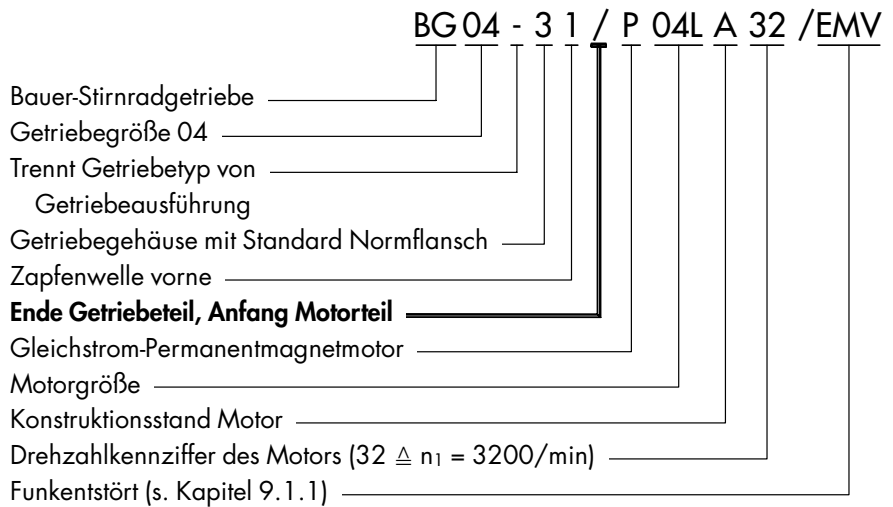 BG 04 - 3 1 / P 04L A 32 /EMV
Bauer-Stirnradgetriebe
Getriebegröße 04
Trennt Getriebetyp von
Getriebeausführung
Getriebegehäuse mit Standard Normflansch
Zapfenwelle vorne
Ende Getriebeteil, Anfang Motorteil
Gleichstrom-Permanentmagnetmotor
Motorgröße
Konstruktionsstand Motor
Drehzahlkennziffer des Motors (32 ≙ n₁ = 3200/min)
Funkentstört (s. Kapitel 9.1.1)